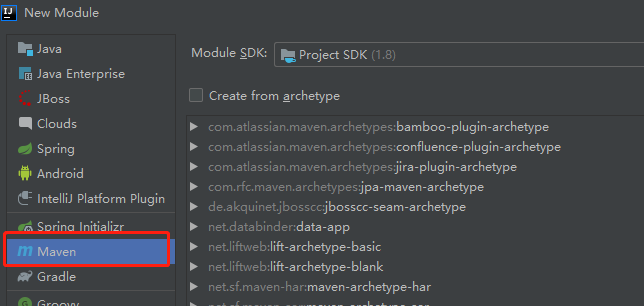 New Module
Java
Java Enterprise
JBoss
Clouds
Spring
Android
IntelliJ Platform Plugin
Spring Initializr
Maven
Gradle
Groovy
Module SDK: Project SDK (1.8)
Create from archetype
com.atlassian.maven.archetypes:bamboo-plugin-archetype
com.atlassian.maven.archetypes:confluence-plugin-archetype
com.atlassian.maven.archetypes:jira-plugin-archetype
com.rfc.maven.archetypes:jpa-maven-archetype
de.akquinet.jbosscc:jbosscc-seam-archetype
net.databinder:data-app
net.liftweb:lift-archetype-basic
net.liftweb:lift-archetype-blank
net.sf.maven-har:maven-archetype-har